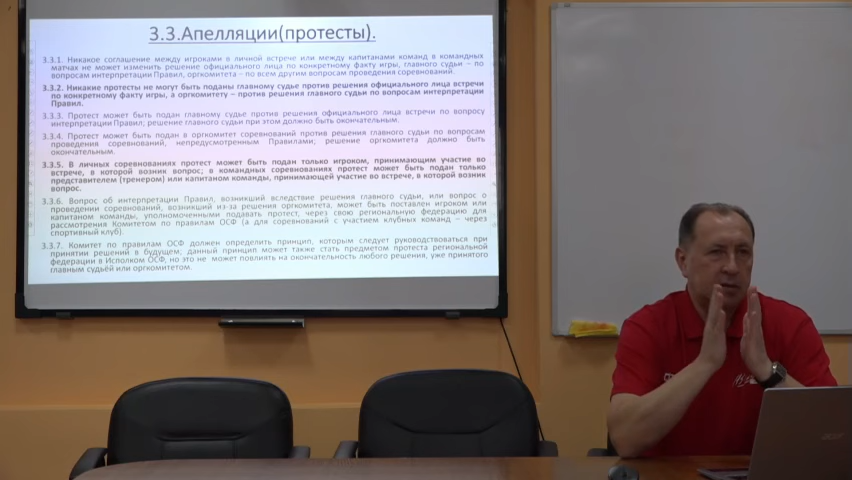 3.3.Апелляции(протесты).
3.3.1. Никакое соглашение между игроками в личной встрече или между капитанами команд в командных
матчах не может изменить решение официального лица по конкретному факту игры, главного судьи – по
вопросам интерпретации Правил, оргкомитета – по всем другим вопросам проведения соревнований.
3.3.2. Никакие протесты не могут быть поданы главному судье против решения официального лица встречи
по конкретному факту игры, а оргкомитету – против решения главного судьи по вопросам интерпретации
Правил.
3.3.3. Протест может быть подан главному судье против решения официального лица встречи по вопросу
интерпретации Правил; решение главного судьи при этом должно быть окончательным.
3.3.4. Протест может быть подан в оргкомитет соревнований против решения главного судьи по вопросам
проведения соревнований, непредусмотренным Правилами; решение оргкомитета должно быть
окончательным.
3.3.5. В личных соревнованиях протест может быть подан только игроком, принимающим участие во
встрече, в которой возник вопрос; в командных соревнованиях протест может быть подан только
представителем (тренером) или капитаном команды, принимающей участие во встрече, в которой возник
вопрос.
3.3.6. Вопрос об интерпретации Правил, возникший вследствие решения главного судьи, или вопрос о
проведении соревнований, возникший из-за решения оргкомитета, может быть поставлен игроком или
капитаном команды, уполномоченными подавать протест, через свою региональную федерацию для
рассмотрения Комитетом по правилам ОСФ (а для соревнований с участием клубных команд – через
спортивный клуб).
3.3.7. Комитет по правилам ОСФ должен определить принцип, которым следует руководствоваться при
принятии решений в будущем; данный принцип может также стать предметом протеста региональной
федерации в Исполком ОСФ, но это не может повлиять на окончательность любого решения, уже принятого
главным судьёй или оргкомитетом.
acer